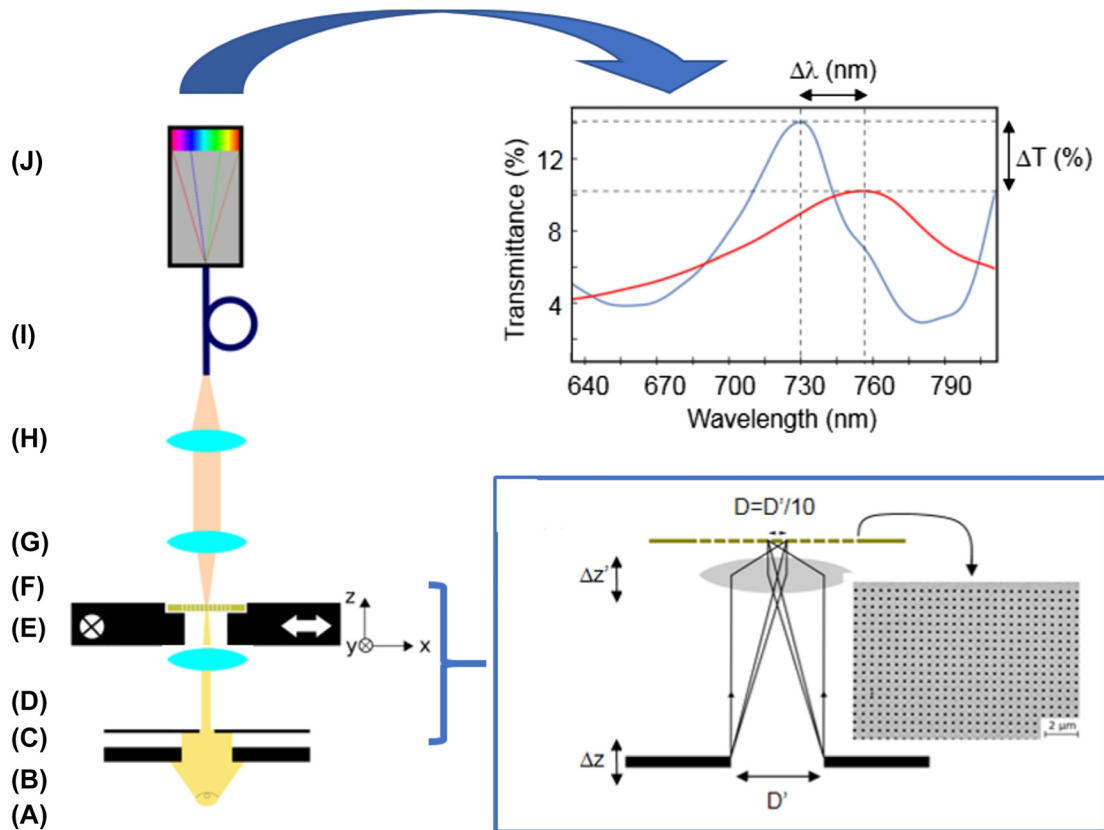 (J)
(I)
(H)
(G)
(F)
(E)
(D)
(C)
(B)
(A)
z
y
x
Δλ (nm)
ΔT (%)
Transmittance (%)
12
8
4
640 670 700 730 760 790
Wavelength (nm)
D=D'/10
Δz'
Δz
D'
2 μm